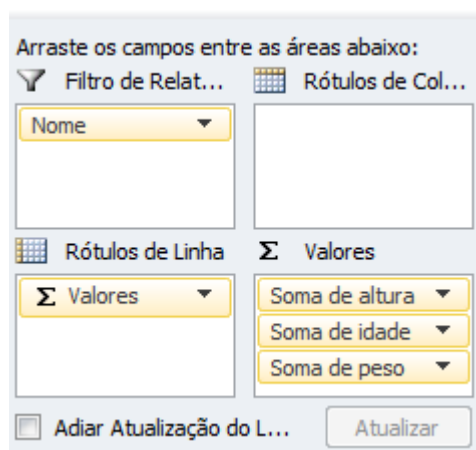 Arraste os campos entre as áreas abaixo:
Filtro de Relat... Rótulos de Col...
Nome
Rótulos de Linha Σ Valores
Σ Valores Soma de altura
Soma de idade
Soma de peso
Adiar Atualização do L... Atualizar